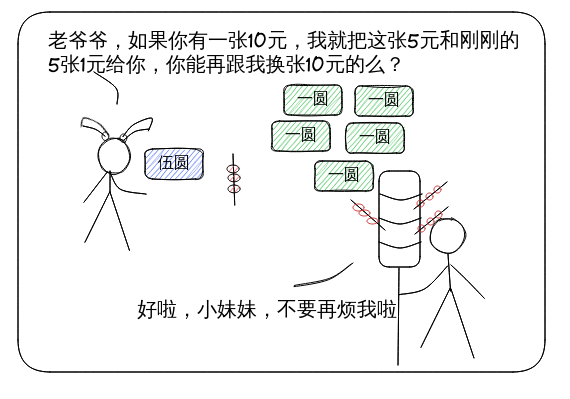 老爷爷，如果你有一张10元，我就把这张5元和刚刚的
5张1元给你，你能再跟我换张10元的么？
一圆 一圆
一圆 一圆
伍圆
一圆
好啦，小妹妹，不要再烦我啦